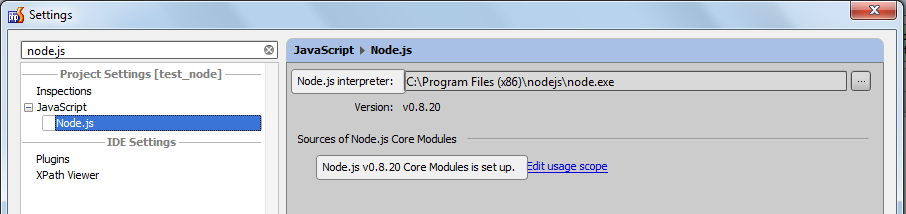 Settings
node.js
Project Settings [test_node]
Inspections
JavaScript
Node.js
IDE Settings
Plugins
XPath Viewer
JavaScript ▸ Node.js
Node.js interpreter: C:\Program Files (x86)\nodejs\node.exe ...
Version: v0.8.20
Sources of Node.js Core Modules
Node.js v0.8.20 Core Modules is set up. Edit usage scope